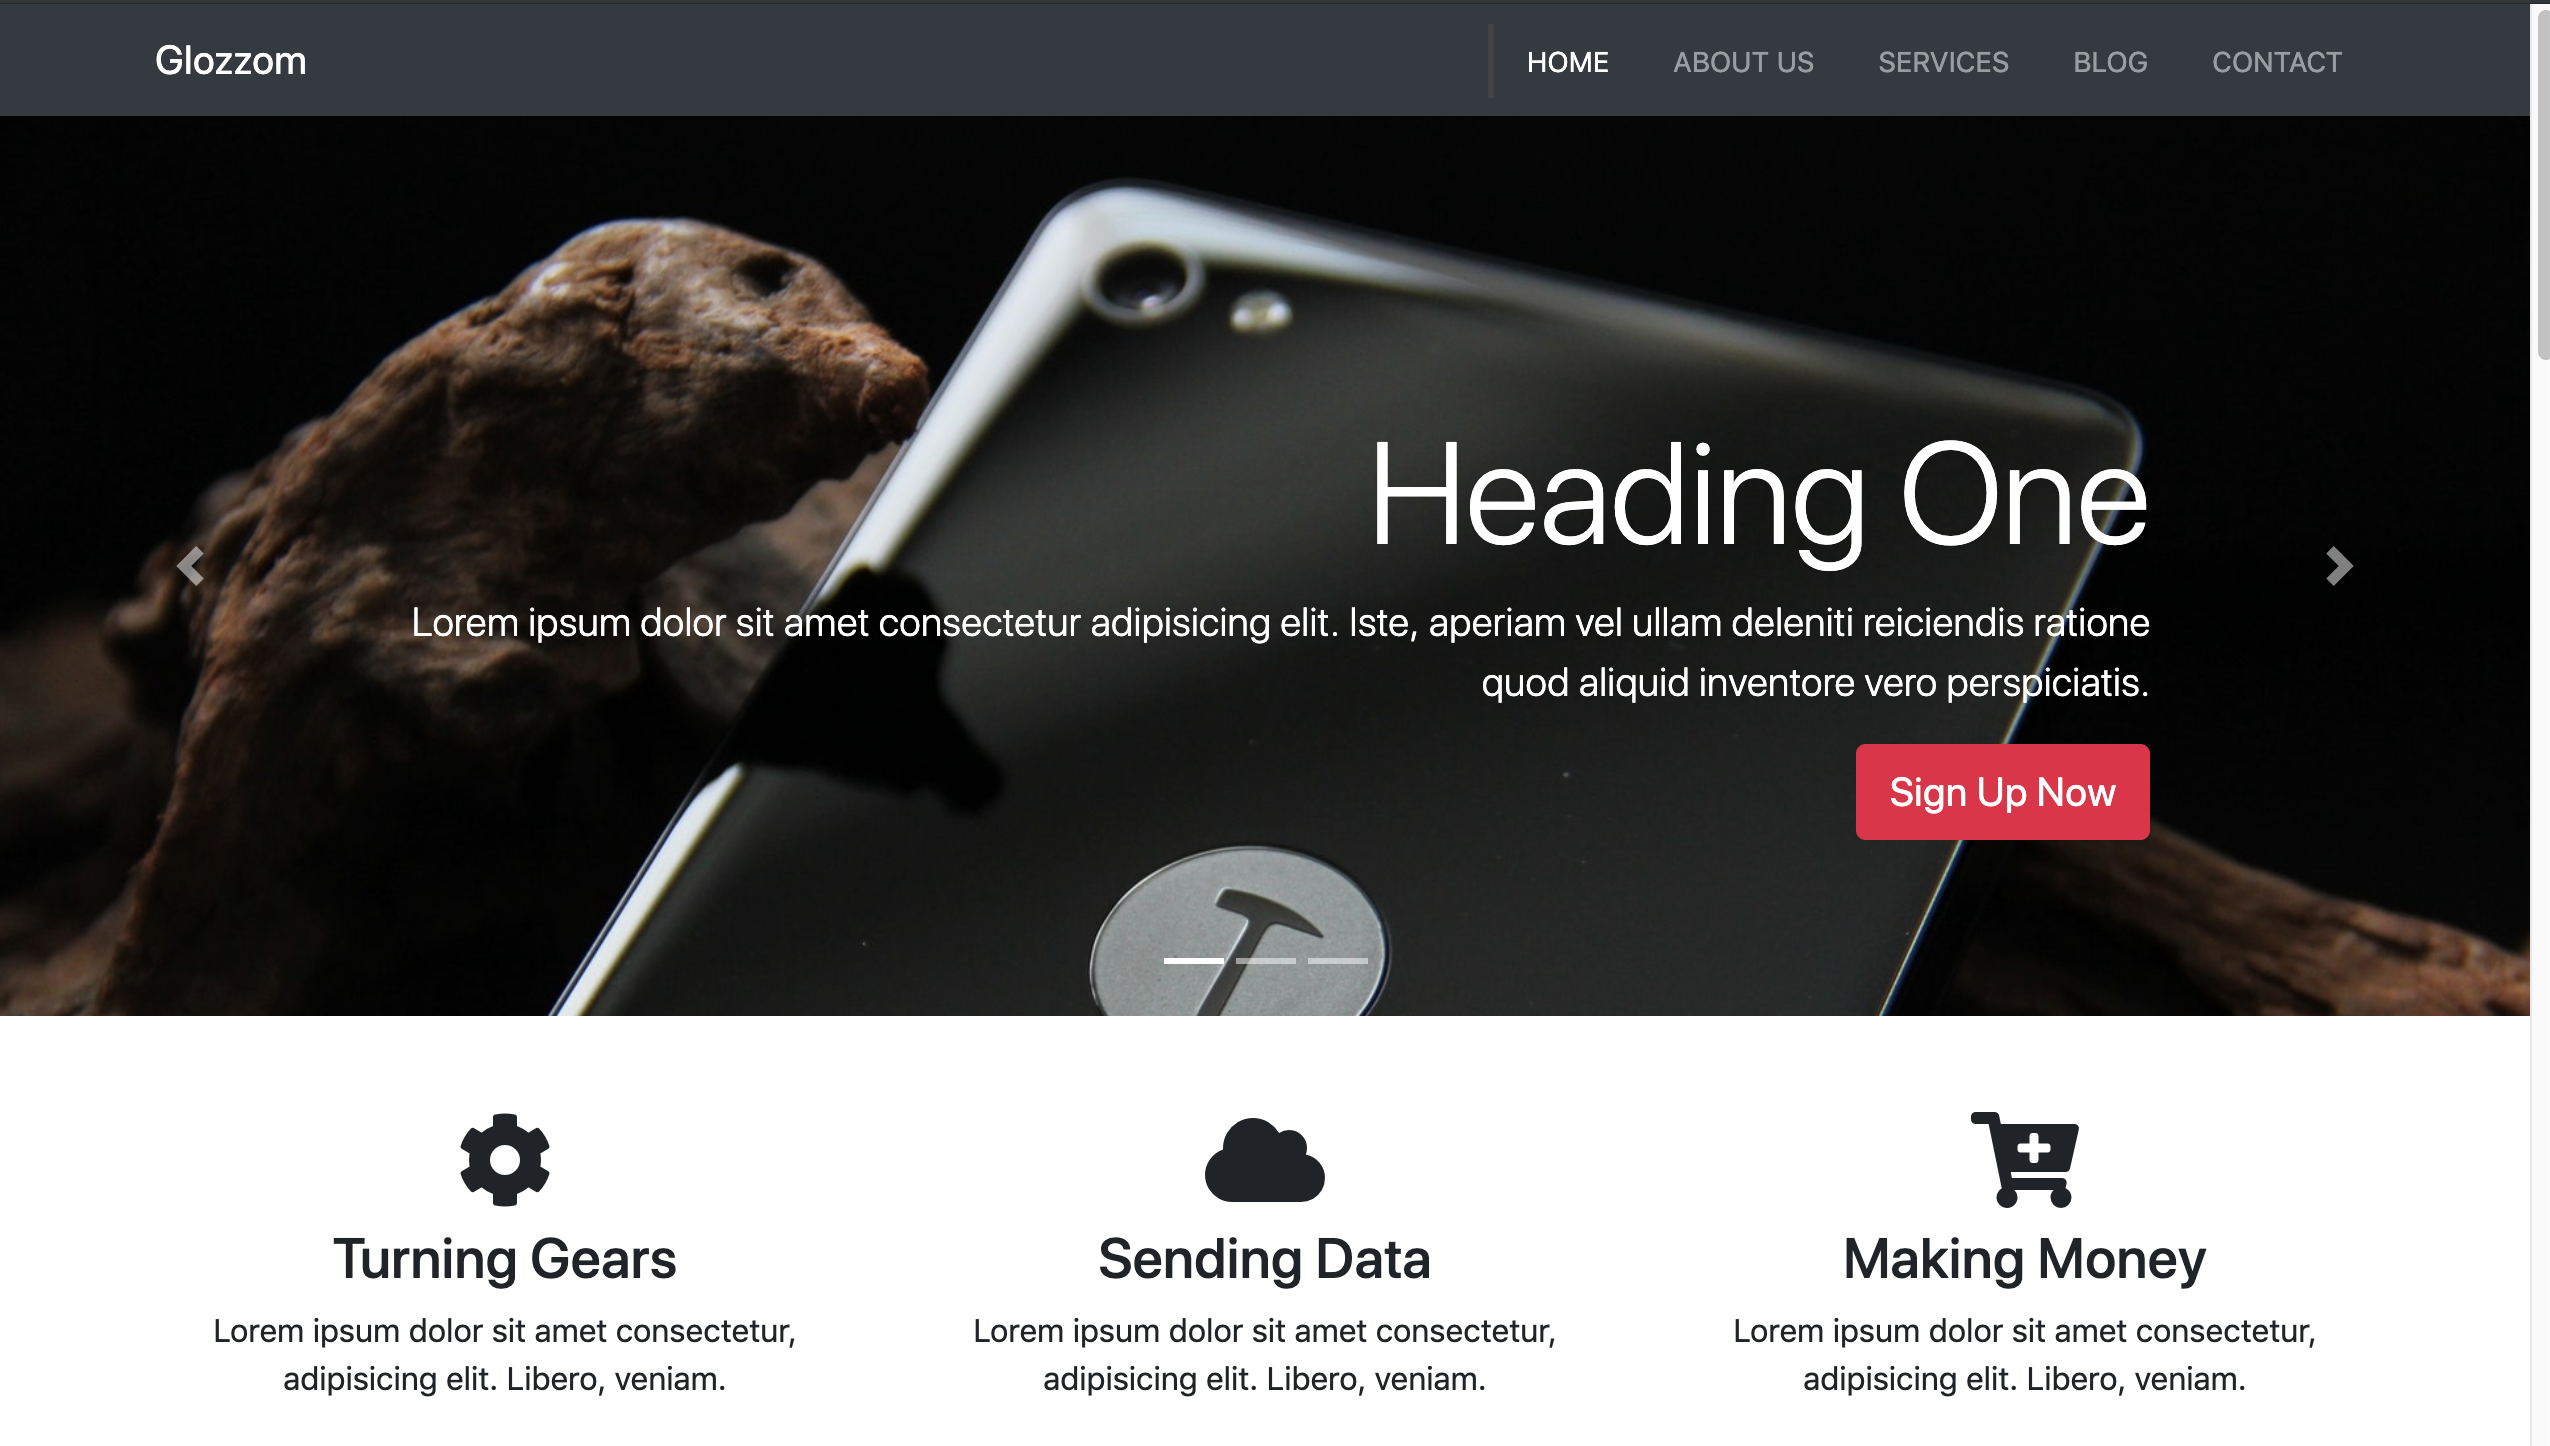 Glozzom
HOME ABOUT US SERVICES BLOG CONTACT
Heading One
Lorem ipsum dolor sit amet consectetur adipisicing elit. Iste, aperiam vel ullam deleniti reiciendis ratione
quod aliquid inventore vero perspiciatis.
Sign Up Now
Turning Gears
Lorem ipsum dolor sit amet consectetur,
adipisicing elit. Libero, veniam.
Sending Data
Lorem ipsum dolor sit amet consectetur,
adipisicing elit. Libero, veniam.
Making Money
Lorem ipsum dolor sit amet consectetur,
adipisicing elit. Libero, veniam.